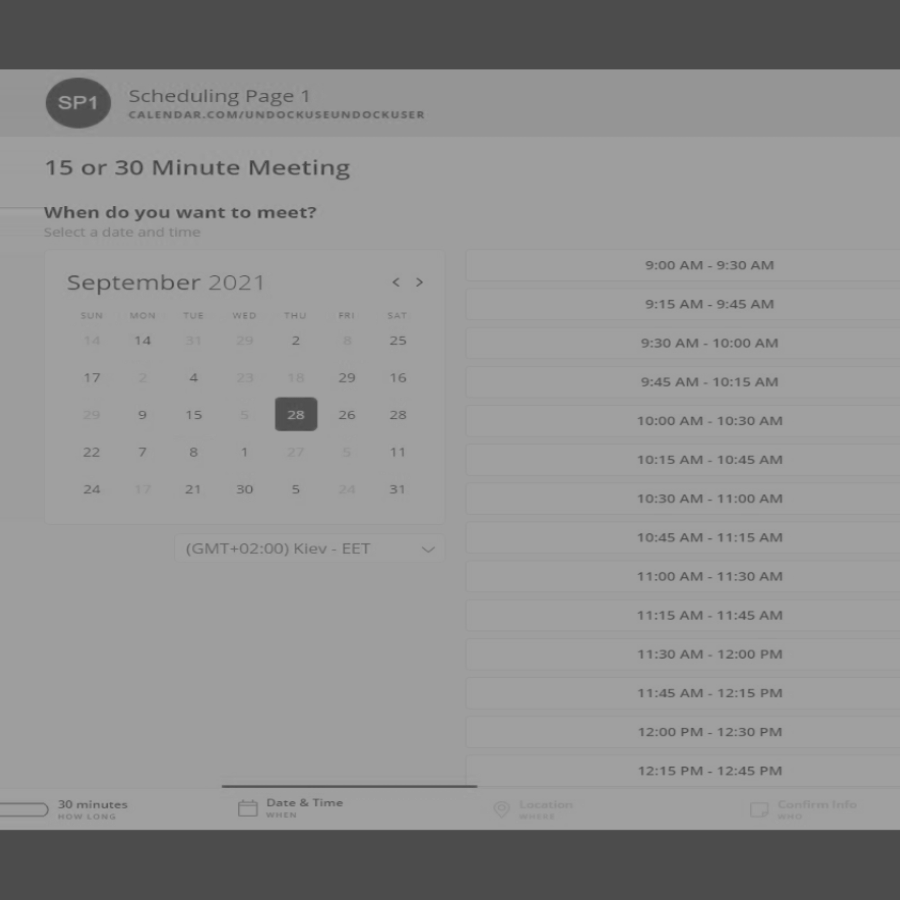 SP1
Scheduling Page 1
CALENDAR.COM/UNDOCKUSEUNDOCKUSER
15 or 30 Minute Meeting
When do you want to meet?
Select a date and time
September 2021
< >
SUN MON TUE WED THU FRI SAT
14 14 31 29 2 8 25
17 2 4 23 18 29 16
29 9 15 5 28 26 28
22 7 8 1 27 5 11
24 17 21 30 5 24 31
(GMT+02:00) Kiev - EET
9:00 AM - 9:30 AM
9:15 AM - 9:45 AM
9:30 AM - 10:00 AM
9:45 AM - 10:15 AM
10:00 AM - 10:30 AM
10:15 AM - 10:45 AM
10:30 AM - 11:00 AM
10:45 AM - 11:15 AM
11:00 AM - 11:30 AM
11:15 AM - 11:45 AM
11:30 AM - 12:00 PM
11:45 AM - 12:15 PM
12:00 PM - 12:30 PM
12:15 PM - 12:45 PM
30 minutes
HOW LONG
Date & Time
WHEN
Location
WHERE
Confirm Info
WHO